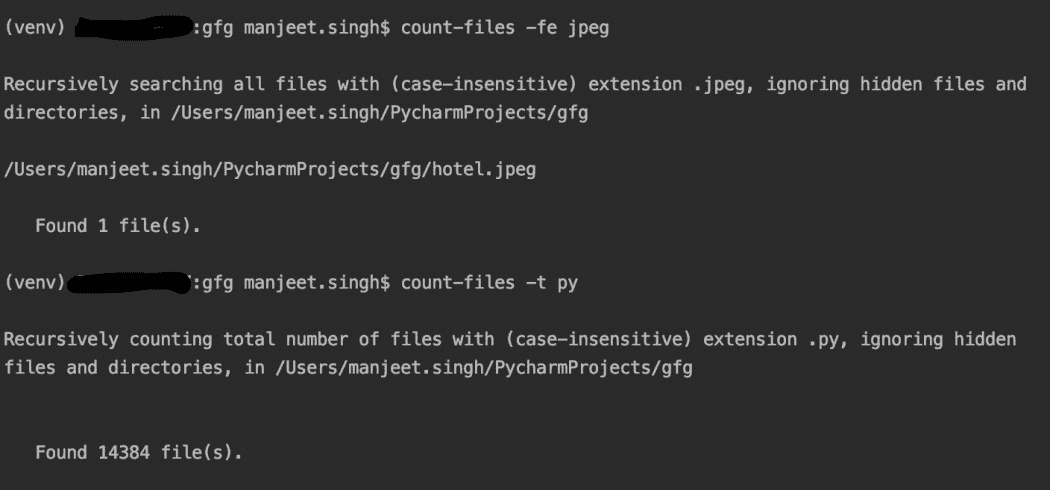 (venv) :gfg manjeet.singh$ count-files -fe jpeg
Recursively searching all files with (case-insensitive) extension .jpeg, ignoring hidden files and
directories, in /Users/manjeet.singh/PycharmProjects/gfg
/Users/manjeet.singh/PycharmProjects/gfg/hotel.jpeg
Found 1 file(s).
(venv) :gfg manjeet.singh$ count-files -t py
Recursively counting total number of files with (case-insensitive) extension .py, ignoring hidden
files and directories, in /Users/manjeet.singh/PycharmProjects/gfg
Found 14384 file(s).